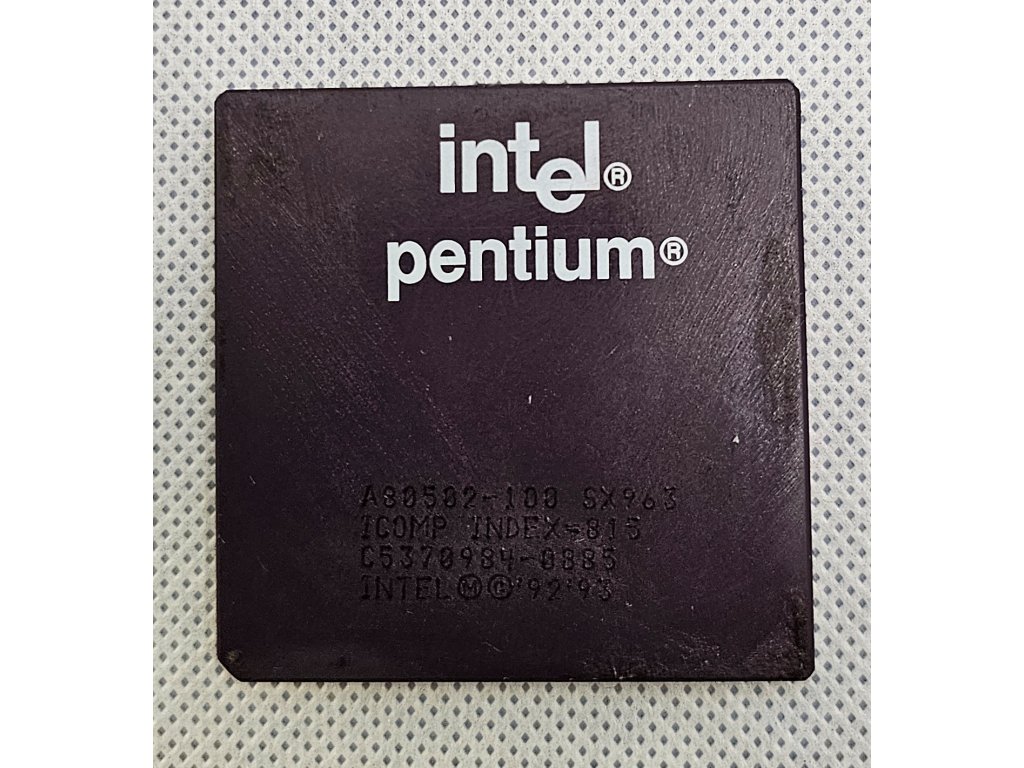 intel®
pentium®
A80502-100 SX963
ICOMP INDEX=815
C5370984-0885
INTEL Ⓜ © '92 '93